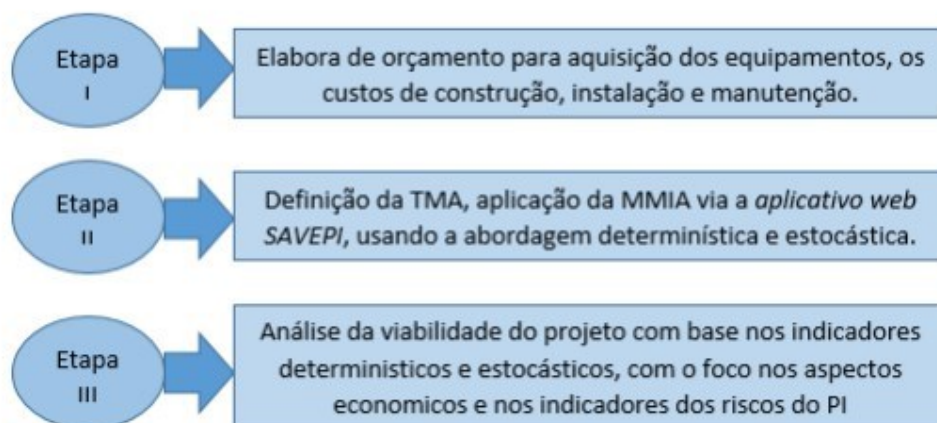 Etapa
I
Elabora de orçamento para aquisição dos equipamentos, os
custos de construção, instalação e manutenção.
Etapa
II
Definição da TMA, aplicação da MMIA via a aplicativo web
SAVEPI, usando a abordagem determinística e estocástica.
Etapa
III
Análise da viabilidade do projeto com base nos indicadores
deterministicos e estocásticos, com o foco nos aspectos
economicos e nos indicadores dos riscos do PI